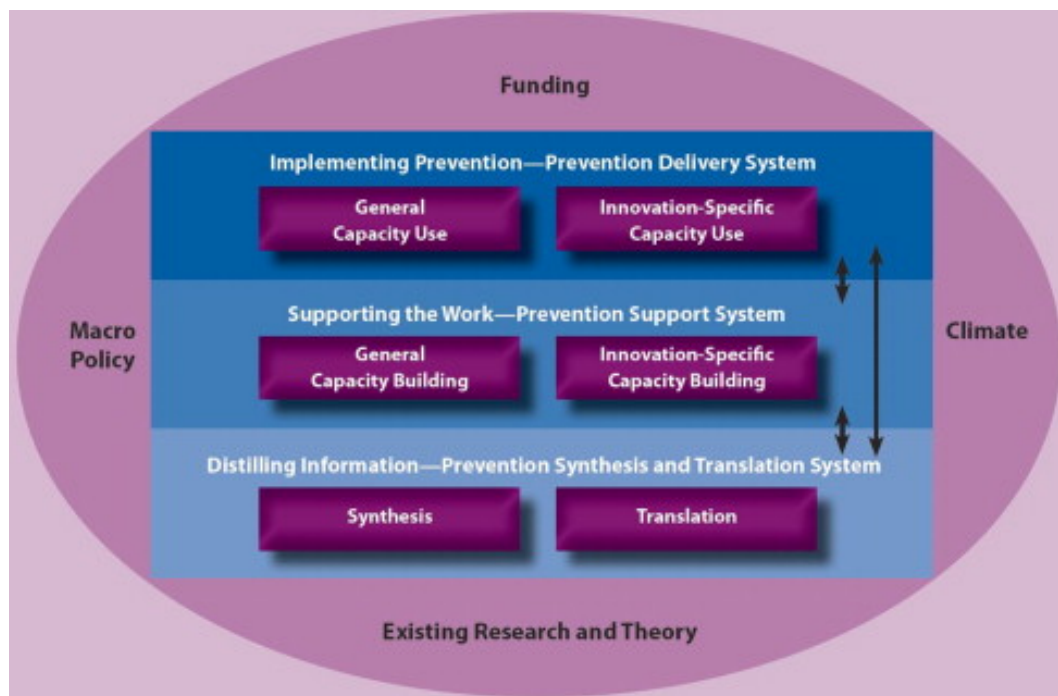 Funding
Implementing Prevention—Prevention Delivery System
General
Capacity Use
Innovation-Specific
Capacity Use
Macro
Policy
Supporting the Work—Prevention Support System
General
Capacity Building
Innovation-Specific
Capacity Building
Climate
Distilling Information—Prevention Synthesis and Translation System
Synthesis
Translation
Existing Research and Theory